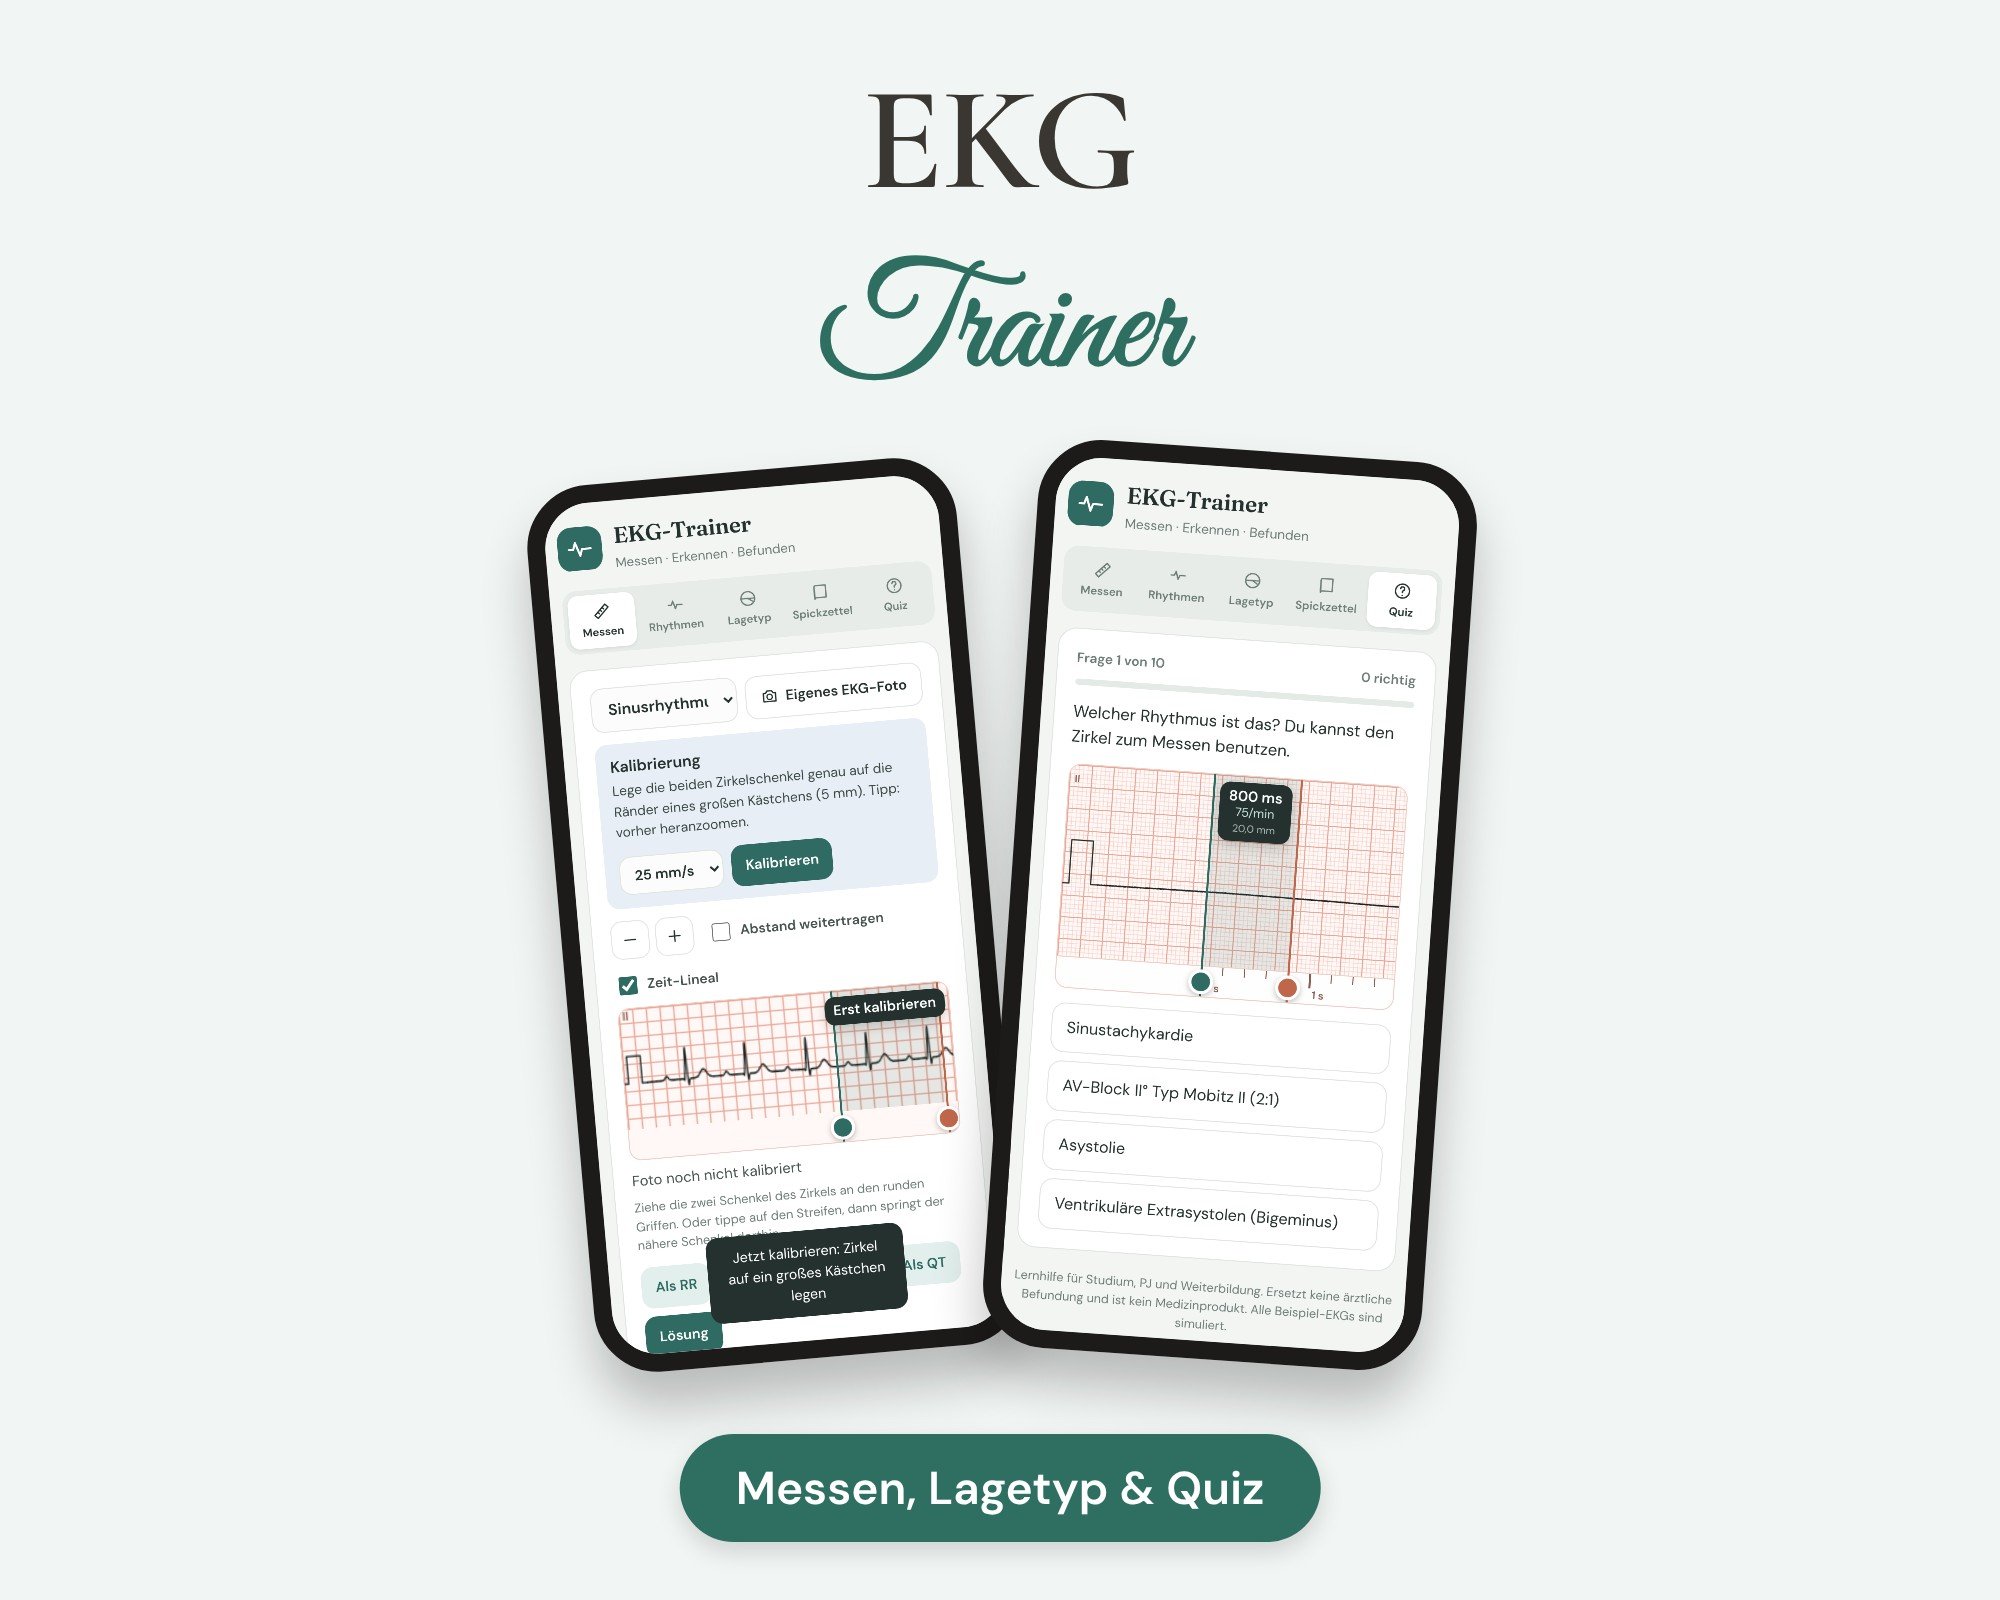 EKG
Trainer
EKG-Trainer
Messen · Erkennen · Befunden
Messen
Rhythmen
Lagetyp
Spickzettel
Quiz
Sinusrhythmu
Eigenes EKG-Foto
Kalibrierung
Lege die beiden Zirkelschenkel genau auf die
Ränder eines großen Kästchens (5 mm). Tipp:
vorher heranzoomen.
25 mm/s
Kalibrieren
− +
Abstand weitertragen
Zeit-Lineal
II
Erst kalibrieren
Foto noch nicht kalibriert
Ziehe die zwei Schenkel des Zirkels an den runden
Griffen. Oder tippe auf den Streifen, dann springt der
nähere Schenkel dorthin.
Als RR
Jetzt kalibrieren: Zirkel
auf ein großes Kästchen
legen
Als QT
Lösung
EKG-Trainer
Messen · Erkennen · Befunden
Messen
Rhythmen
Lagetyp
Spickzettel
Quiz
Frage 1 von 10
0 richtig
Welcher Rhythmus ist das? Du kannst den
Zirkel zum Messen benutzen.
II
800 ms
75/min
20,0 mm
s
1 s
Sinustachykardie
AV-Block II° Typ Mobitz II (2:1)
Asystolie
Ventrikuläre Extrasystolen (Bigeminus)
Lernhilfe für Studium, PJ und Weiterbildung. Ersetzt keine ärztliche
Befundung und ist kein Medizinprodukt. Alle Beispiel-EKGs sind
simuliert.
Messen, Lagetyp & Quiz